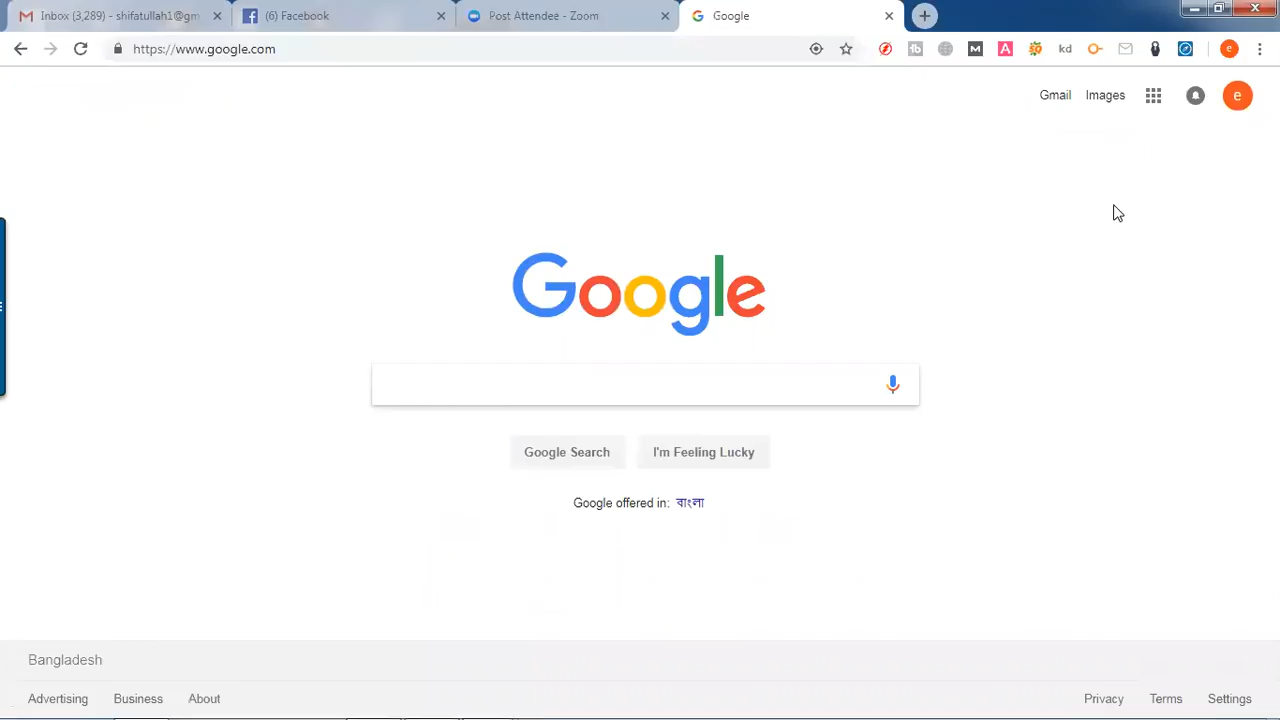 Inbox (3,289) - shifatullah1@gm
(6) Facebook
Post Attendee - Zoom
Google
https://www.google.com
kd
e
Gmail
Images
e
Google
Google Search
I'm Feeling Lucky
Google offered in: বাংলা
Bangladesh
Advertising
Business
About
Privacy
Terms
Settings